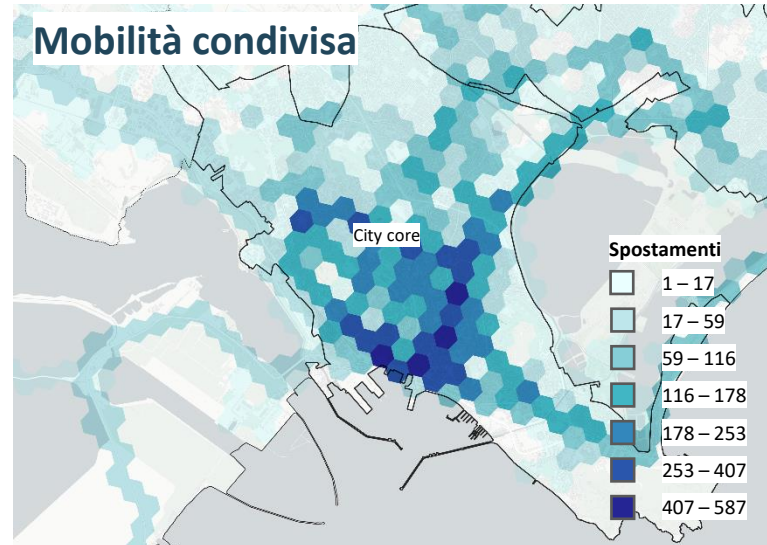 Mobilità condivisa
City core
Spostamenti
1 – 17
17 – 59
59 – 116
116 – 178
178 – 253
253 – 407
407 – 587